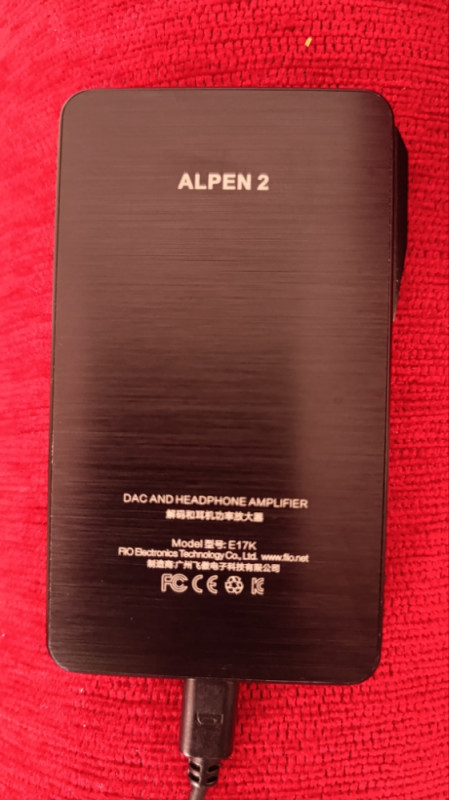 ALPEN 2
DAC AND HEADPHONE AMPLIFIER
解码和耳机功率放大器
Model 型号: E17K
FiiO Electronics Technology Co., Ltd. www.fiio.net
制造商:广州飞傲电子科技有限公司
FC CE